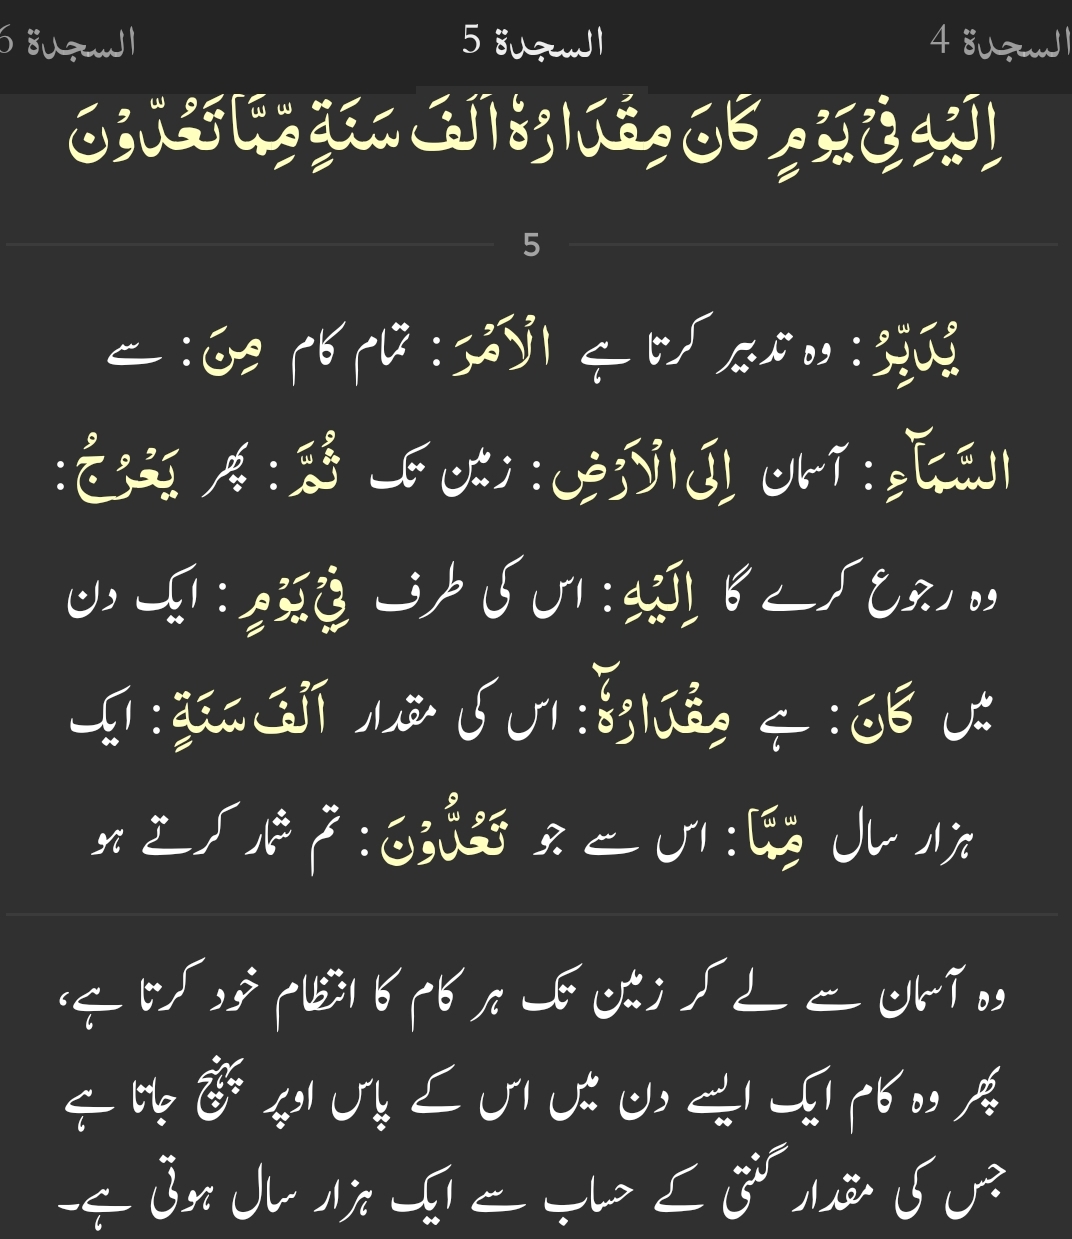 السجدة 4 السجدة 5 السجدة 6
اِلَيْهِ فِيْ يَوْمٍ كَانَ مِقْدَارُهٗ اَلْفَ سَنَةٍ مِّمَّا تَعُدُّوْنَ
5
يُدَبِّرُ : وہ تدبیر کرتا ہے الْاَمْرَ : تمام کام مِنَ : سے
السَّمَآءِ : آسمان اِلَى الْاَرْضِ : زمین تک ثُمَّ : پھر يَعْرُجُ :
وہ رجوع کرے گا اِلَيْهِ : اس کی طرف فِيْ يَوْمٍ : ایک دن
میں كَانَ : ہے مِقْدَارُهٗٓ : اس کی مقدار اَلْفَ سَنَةٍ : ایک
ہزار سال مِّمَّا : اس سے جو تَعُدُّوْنَ : تم شمار کرتے ہو
وہ آسمان سے لے کر زمین تک ہر کام کا انتظام خود کرتا ہے،
پھر وہ کام ایک ایسے دن میں اس کے پاس اوپر پہنچ جاتا ہے
جس کی مقدار گنتی کے حساب سے ایک ہزار سال ہوتی ہے۔